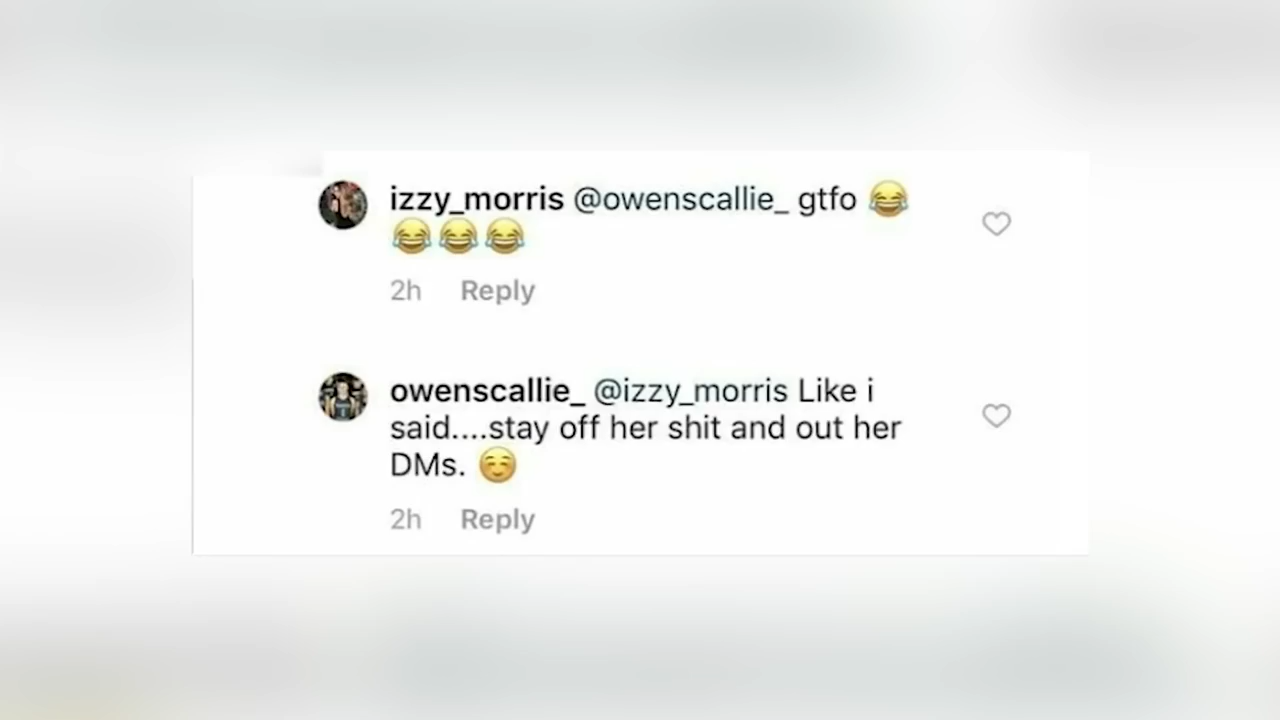 izzy_morris @owenscallie_ gtfo 😂
😂😂😂
2h Reply
owenscallie_ @izzy_morris Like i
said....stay off her shit and out her
DMs. ☺️
2h Reply